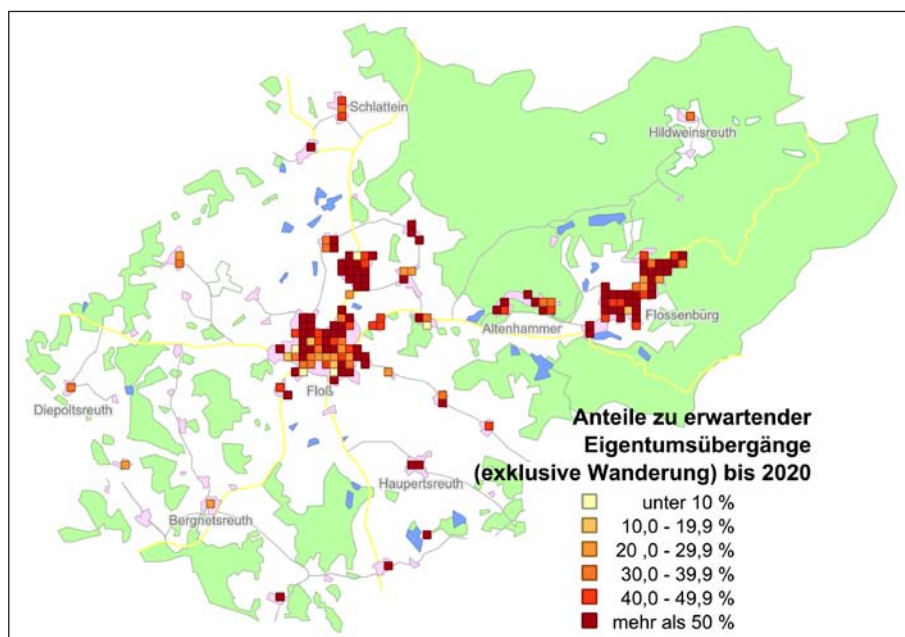 Schlattein
Hildweinsreuth
Altenhammer
Flossenbürg
Floß
Diepoltsreuth
Haupertsreuth
Bergnetsreuth
Anteile zu erwartender
Eigentumsübergänge
(exklusive Wanderung) bis 2020
unter 10 %
10,0 - 19,9 %
20 ,0 - 29,9 %
30,0 - 39,9 %
40,0 - 49,9 %
mehr als 50 %